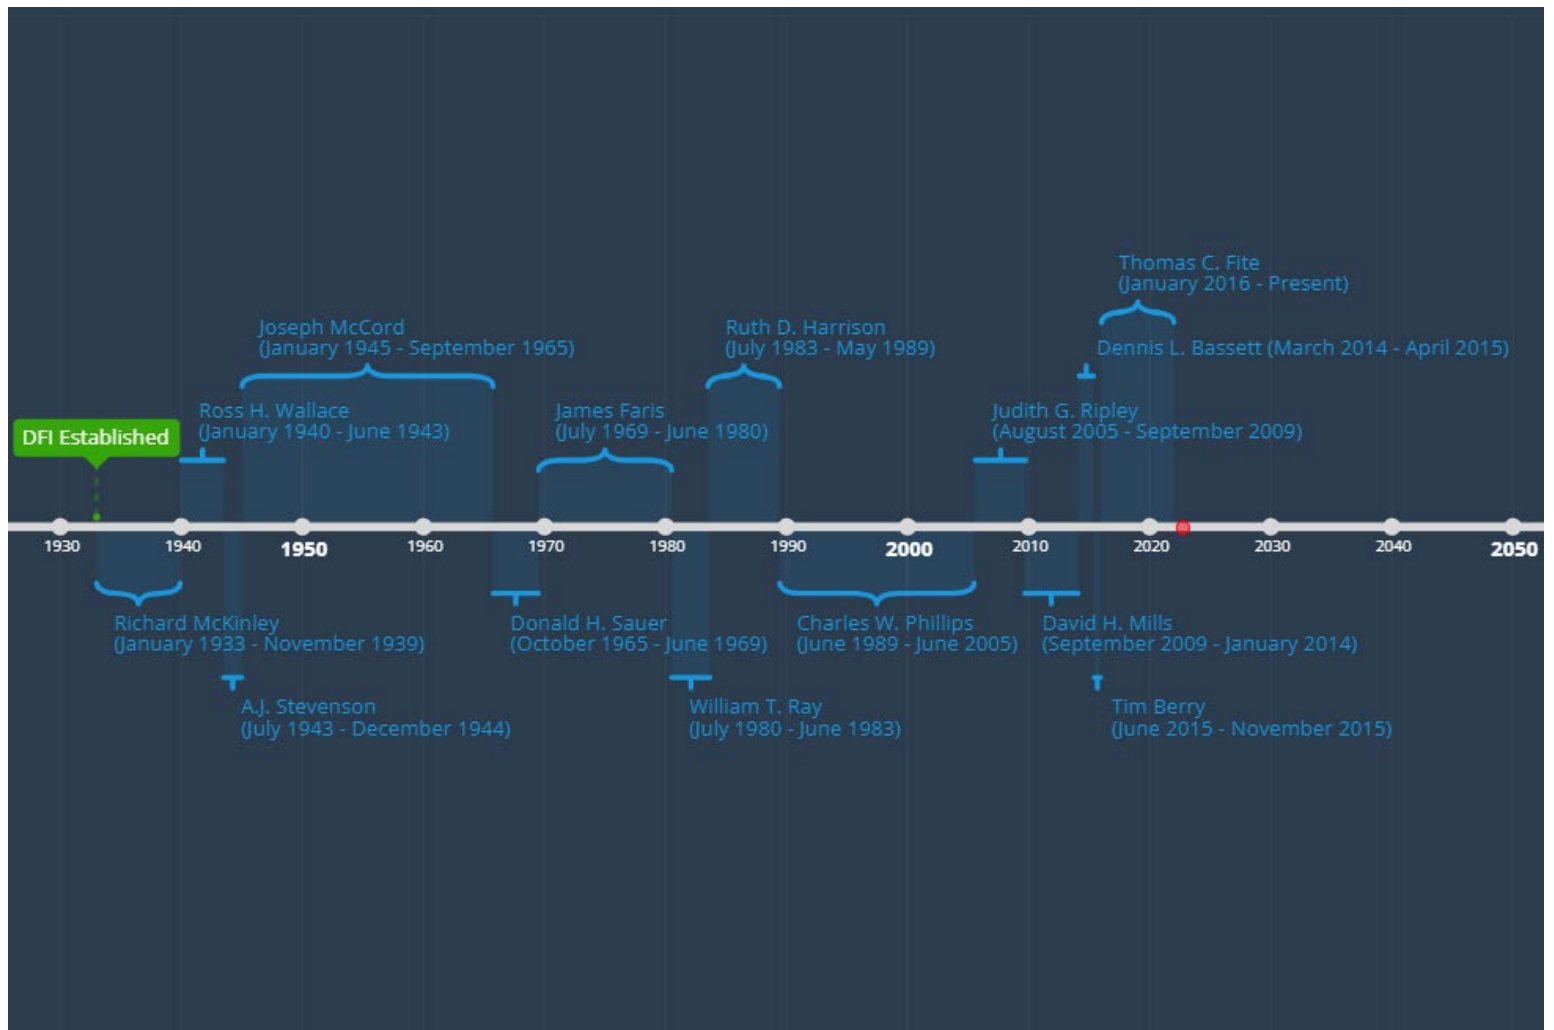 Thomas C. Fite
(January 2016 - Present)
Joseph McCord
(January 1945 - September 1965)
Ruth D. Harrison
(July 1983 - May 1989)
Dennis L. Bassett (March 2014 - April 2015)
Ross H. Wallace
(January 1940 - June 1943)
James Faris
(July 1969 - June 1980)
Judith G. Ripley
(August 2005 - September 2009)
DFI Established
1930
1940
1950
1960
1970
1980
1990
2000
2010
2020
2030
2040
2050
Richard McKinley
(January 1933 - November 1939)
Donald H. Sauer
(October 1965 - June 1969)
Charles W. Phillips
(June 1989 - June 2005)
David H. Mills
(September 2009 - January 2014)
A.J. Stevenson
(July 1943 - December 1944)
William T. Ray
(July 1980 - June 1983)
Tim Berry
(June 2015 - November 2015)